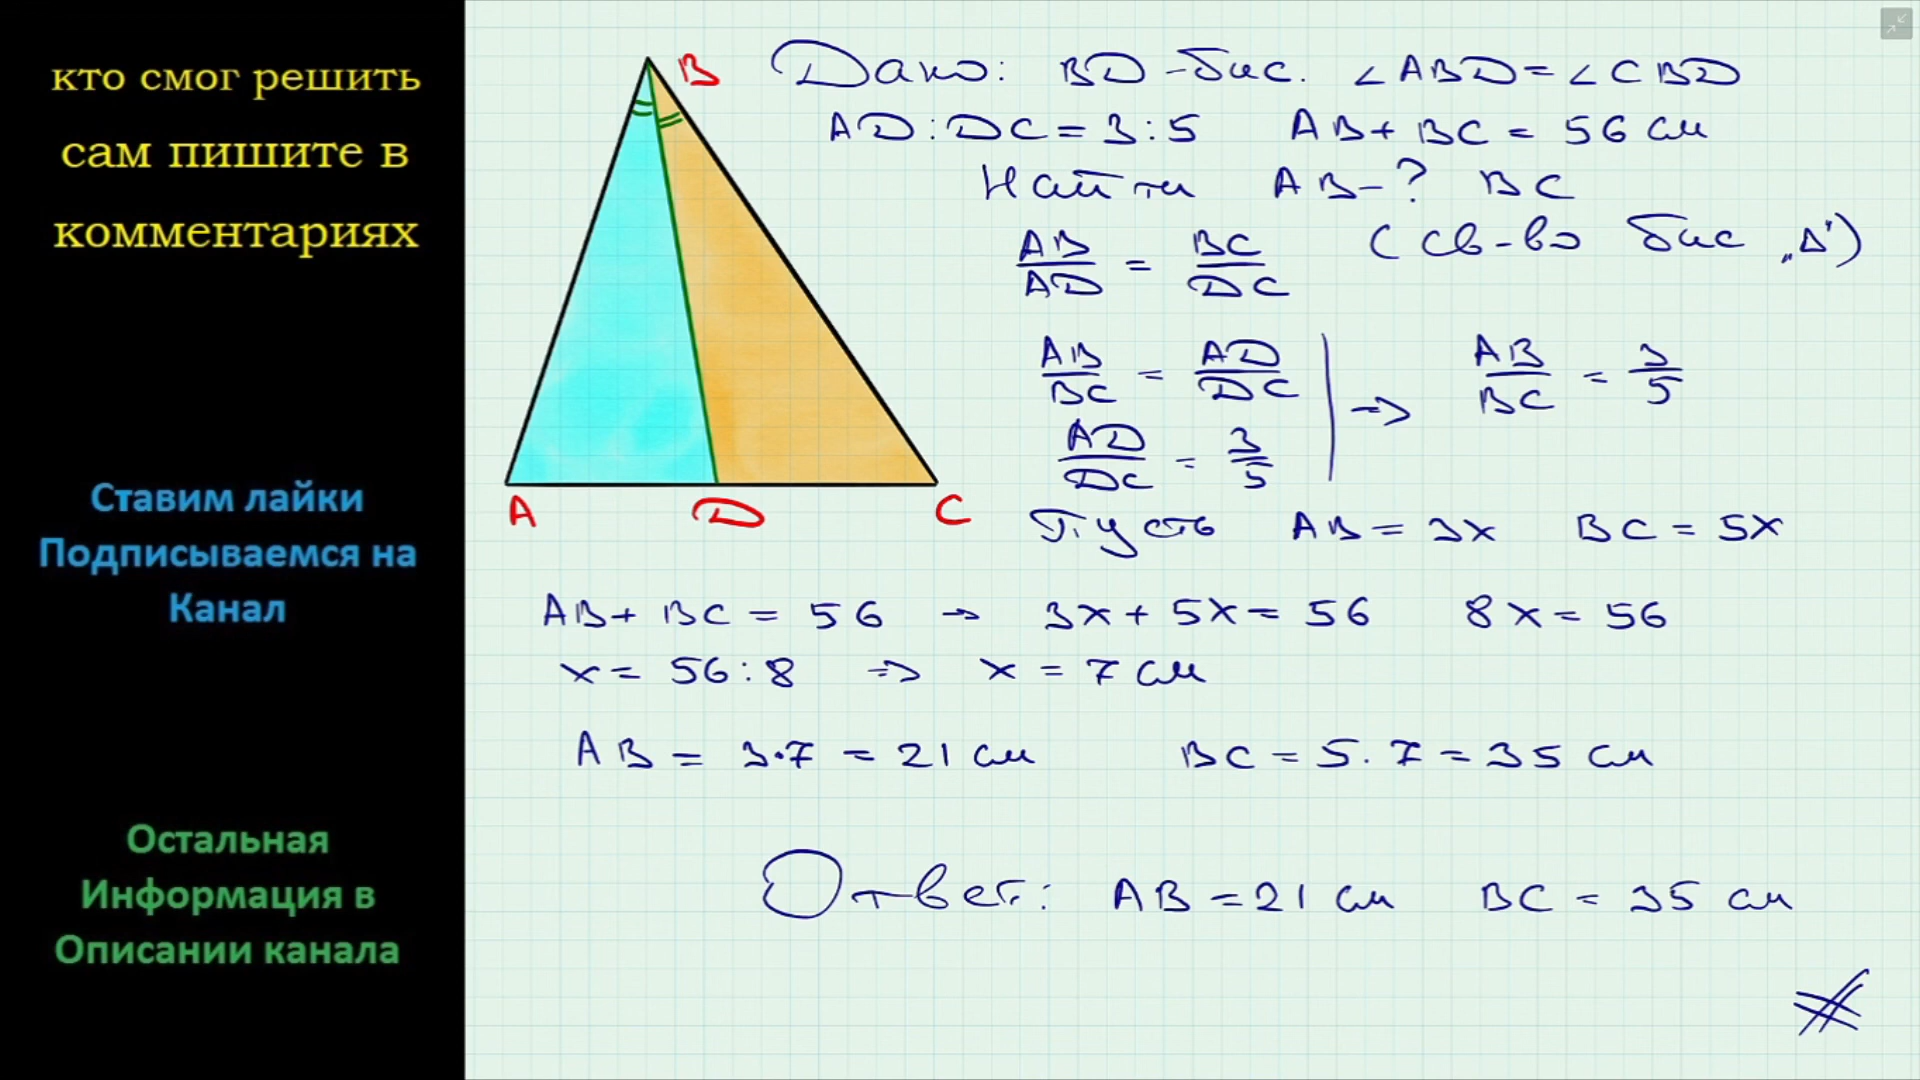 кто смог решить
сам пишите в
комментариях
Ставим лайки
Подписываемся на
Канал
Остальная
Информация в
Описании канала
B
A
D
C
Дано: BD - бис. ∠ABD = ∠CBD
AD : DC = 3 : 5 AB + BC = 56 см
Найти AB - ? BC
AB/AD = BC/DC (св-во бис „Δ")
AB/BC = AD/DC
AD/DC = 3/5
=> AB/BC = 3/5
Пусть AB = 3x BC = 5x
AB + BC = 56 → 3x + 5x = 56 8x = 56
x = 56 : 8 => x = 7 см
AB = 3·7 = 21 см BC = 5·7 = 35 см
Ответ: AB = 21 см BC = 35 см